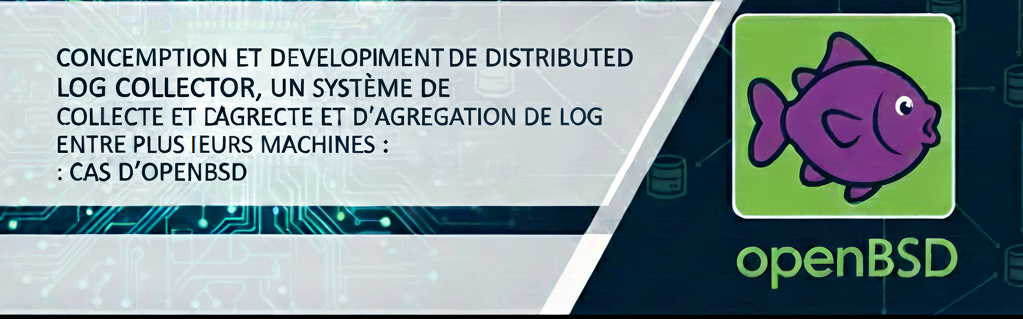 CONCEMPTION ET DEVELOPIMENT DE DISTRIBUTED
LOG COLLECTOR, UN SYSTÈME DE
COLLECTE ET DAGRECTE ET D'AGREGATION DE LOG
ENTRE PLUS IEURS MACHINES :
: CAS D'OPENBSD
openBSD